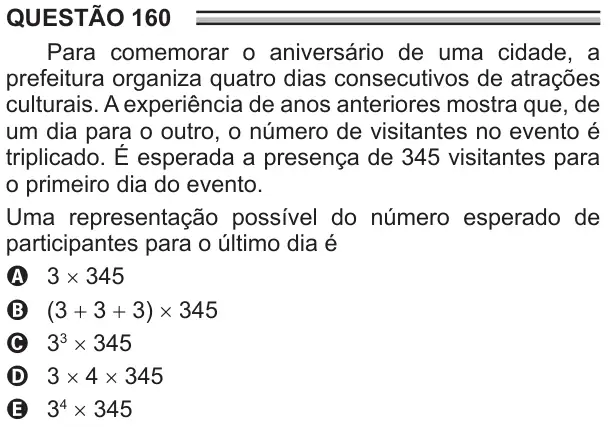 QUESTÃO 160
Para comemorar o aniversário de uma cidade, a
prefeitura organiza quatro dias consecutivos de atrações
culturais. A experiência de anos anteriores mostra que, de
um dia para o outro, o número de visitantes no evento é
triplicado. É esperada a presença de 345 visitantes para
o primeiro dia do evento.
Uma representação possível do número esperado de
participantes para o último dia é
A 3 × 345
B (3 + 3 + 3) × 345
C 3³ × 345
D 3 × 4 × 345
E 3⁴ × 345